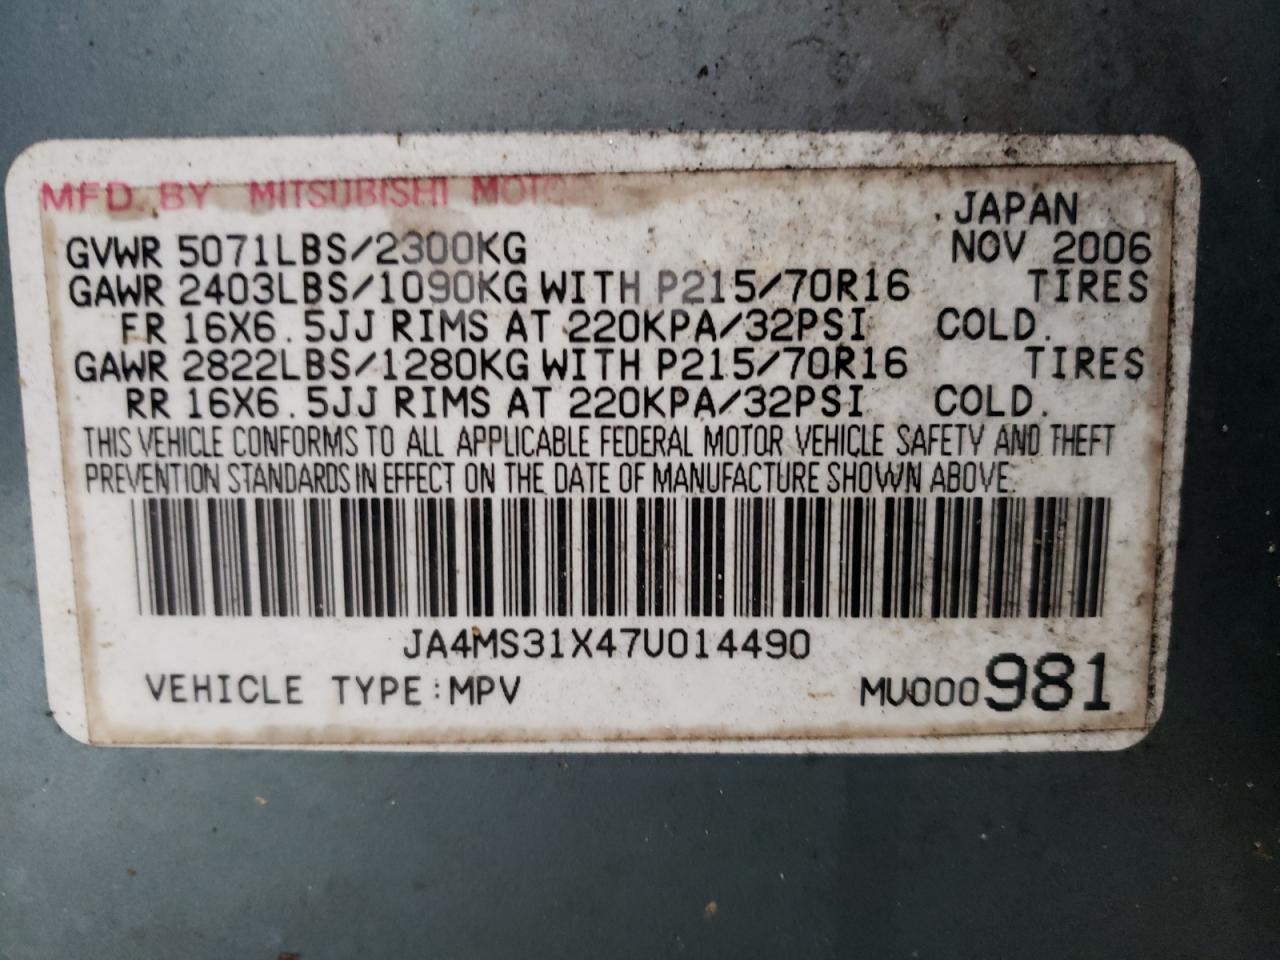 MFD. BY MITSUBISHI MOTO
JAPAN
GVWR 5071LBS/2300KG NOV 2006
GAWR 2403LBS/1090KG WITH P215/70R16 TIRES
FR 16X6.5JJ RIMS AT 220KPA/32PSI COLD.
GAWR 2822LBS/1280KG WITH P215/70R16 TIRES
RR 16X6.5JJ RIMS AT 220KPA/32PSI COLD.
THIS VEHICLE CONFORMS TO ALL APPLICABLE FEDERAL MOTOR VEHICLE SAFETY AND THEFT
PREVENTION STANDARDS IN EFFECT ON THE DATE OF MANUFACTURE SHOWN ABOVE.
JA4MS31X47U014490
VEHICLE TYPE:MPV MU000981